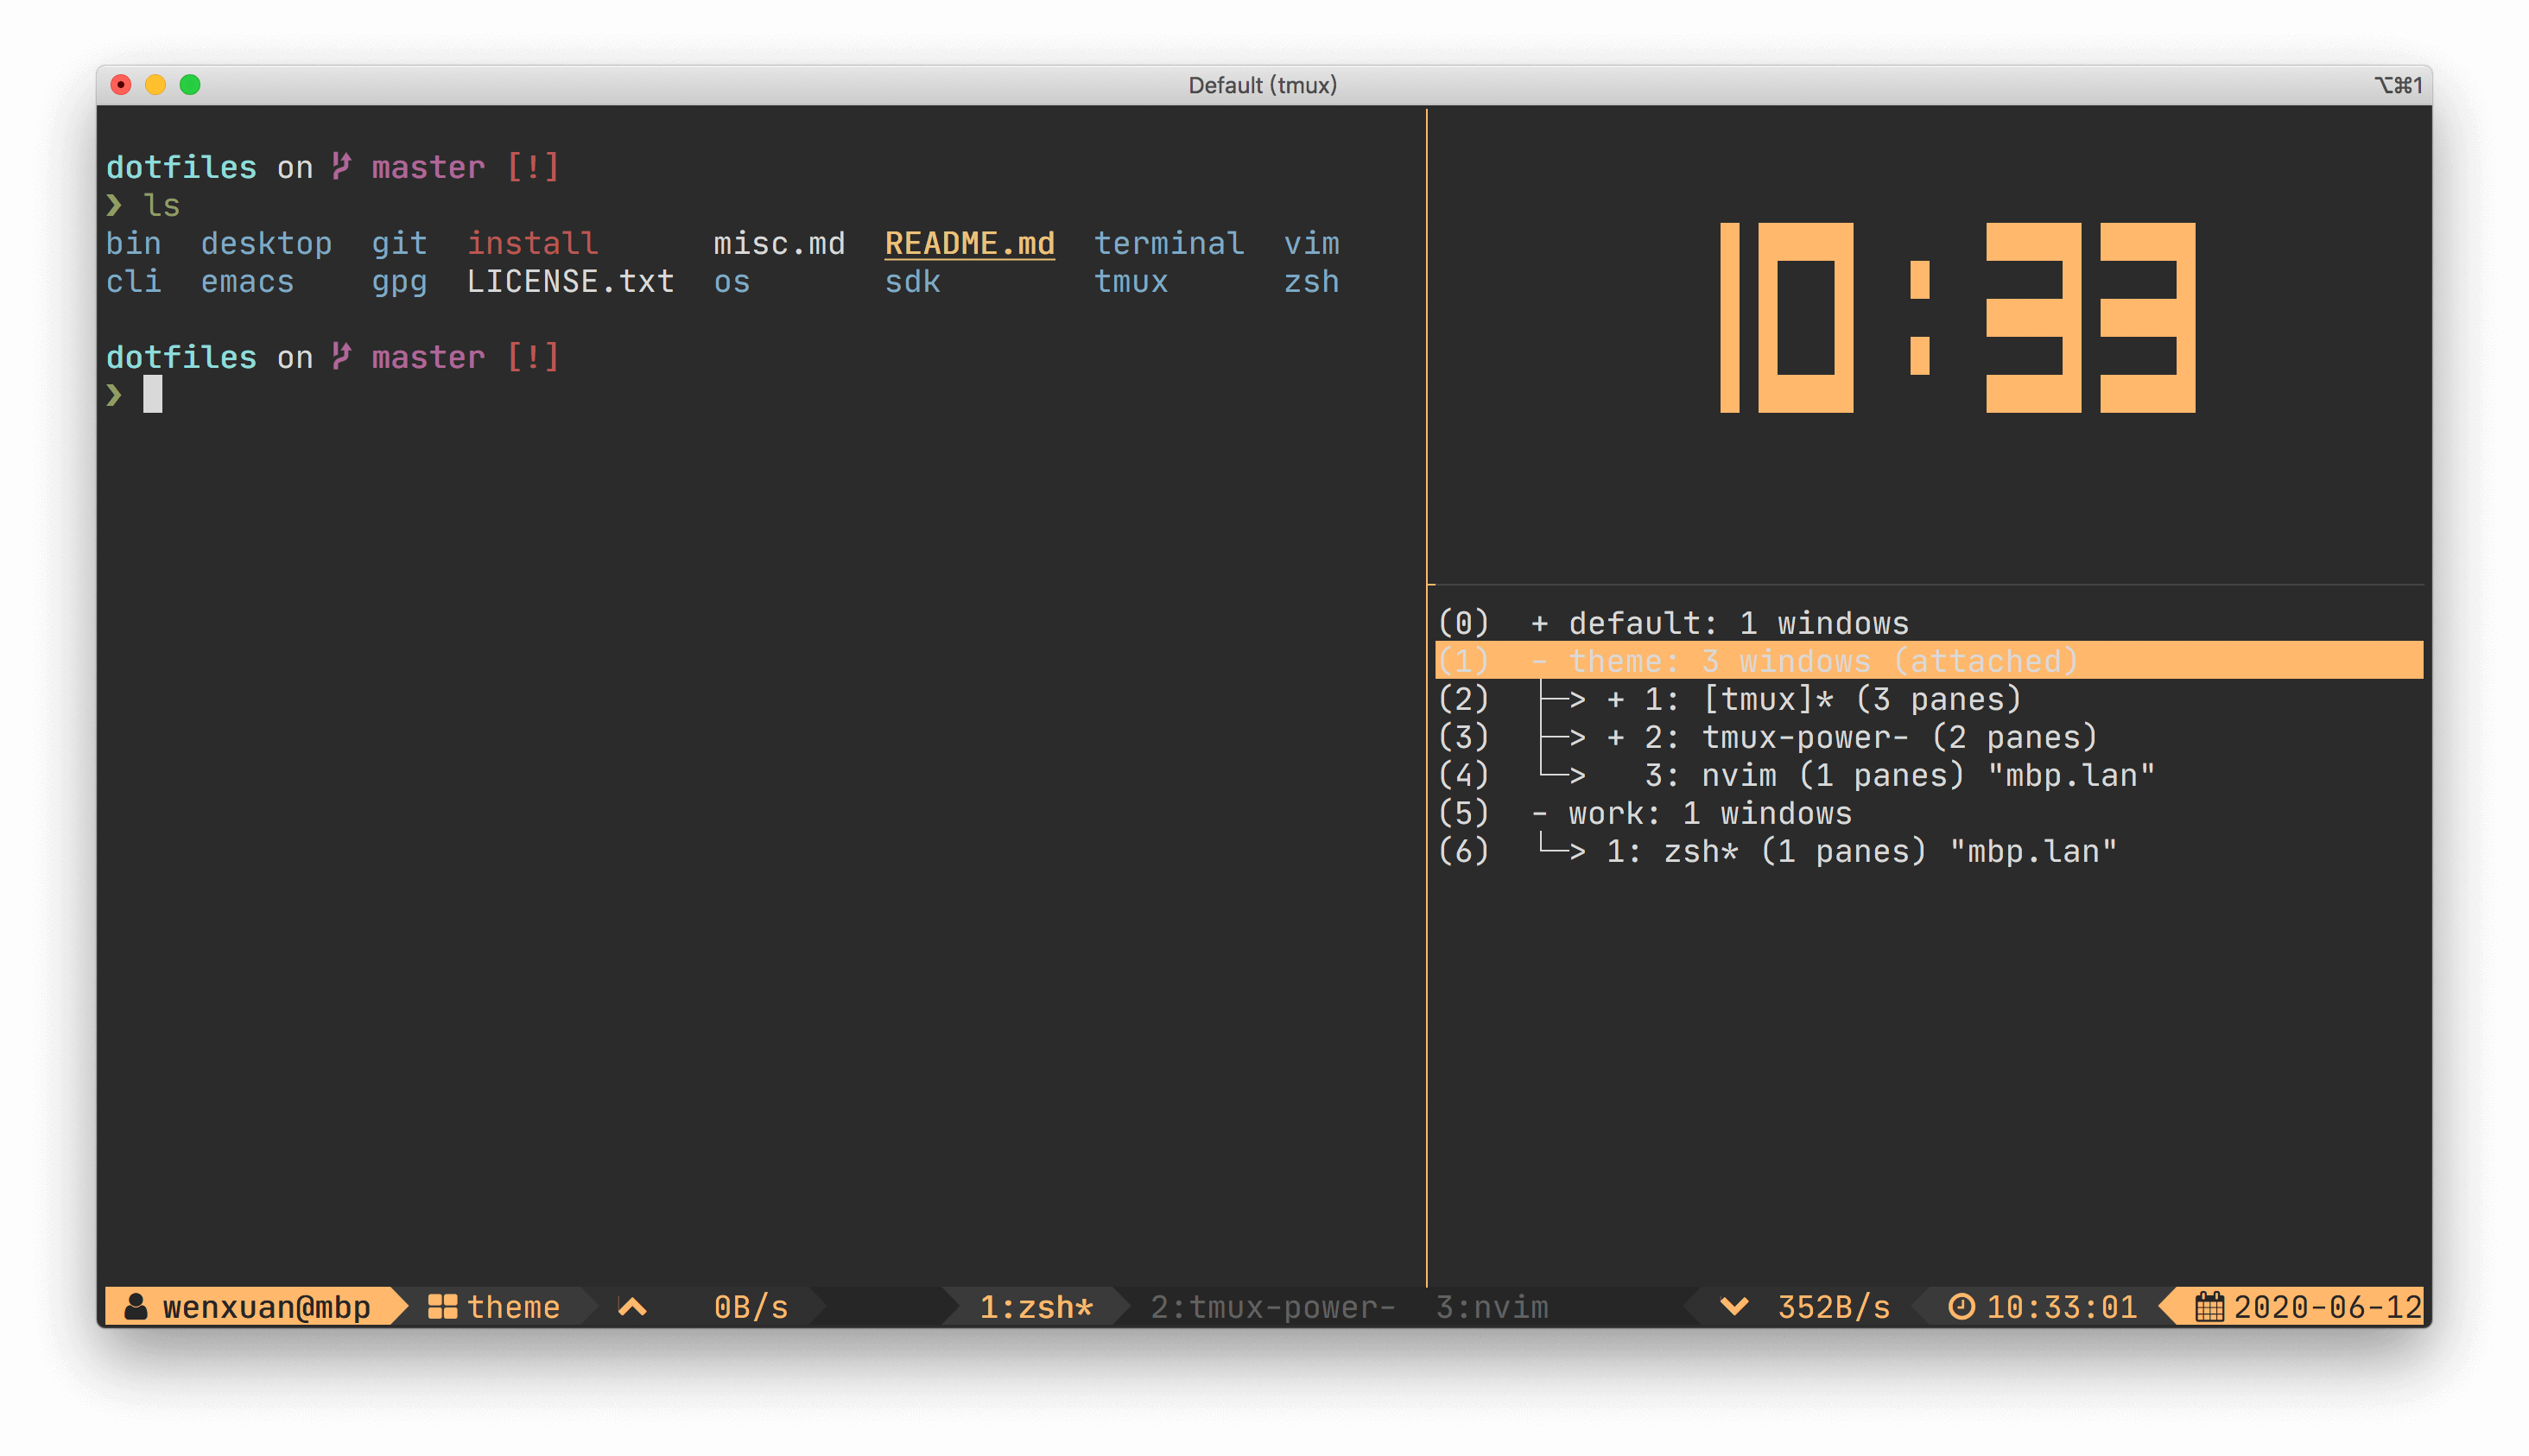 Default (tmux)
⌥⌘1
dotfiles on master [!]
❯ ls
bin desktop git install misc.md README.md terminal vim
cli emacs gpg LICENSE.txt os sdk tmux zsh
dotfiles on master [!]
❯
10:33
(0) + default: 1 windows
(1) - theme: 3 windows (attached)
(2) ├─> + 1: [tmux]* (3 panes)
(3) ├─> + 2: tmux-power- (2 panes)
(4) └─> 3: nvim (1 panes) "mbp.lan"
(5) - work: 1 windows
(6) └─> 1: zsh* (1 panes) "mbp.lan"
wenxuan@mbp theme 0B/s 1:zsh* 2:tmux-power- 3:nvim 352B/s 10:33:01 2020-06-12